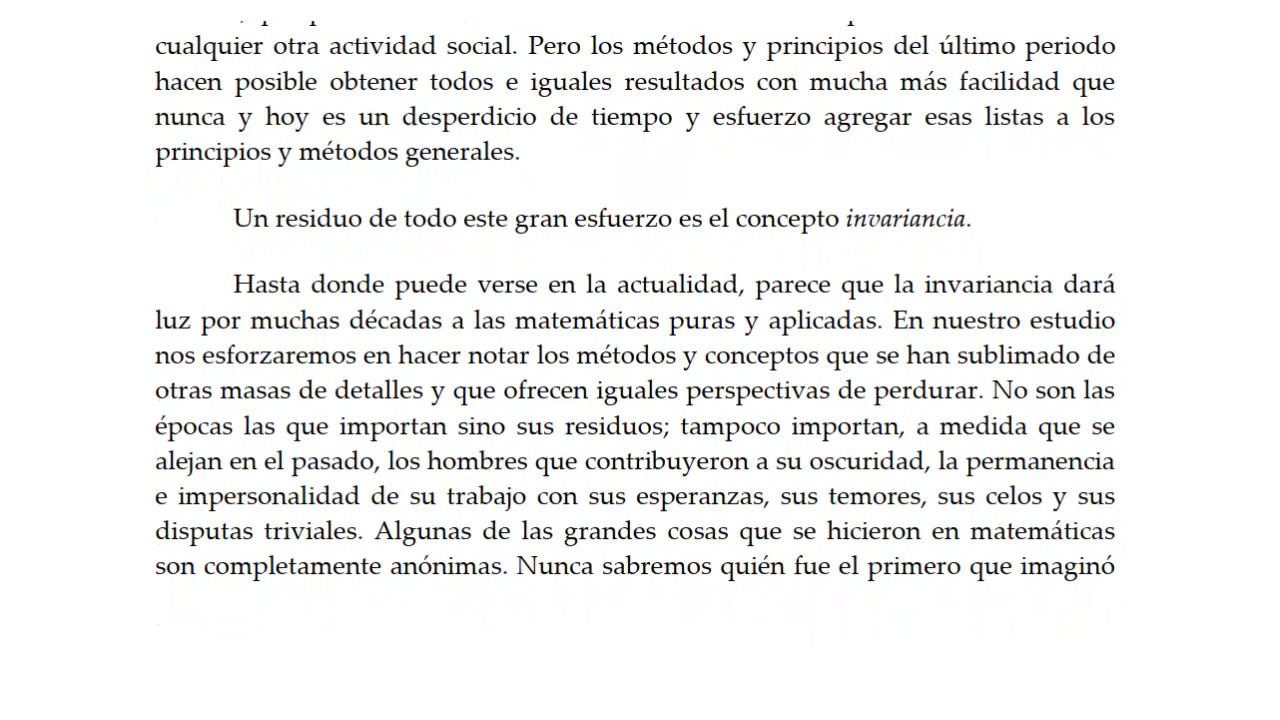 cualquier otra actividad social. Pero los métodos y principios del último periodo
hacen posible obtener todos e iguales resultados con mucha más facilidad que
nunca y hoy es un desperdicio de tiempo y esfuerzo agregar esas listas a los
principios y métodos generales.
Un residuo de todo este gran esfuerzo es el concepto invariancia.
Hasta donde puede verse en la actualidad, parece que la invariancia dará
luz por muchas décadas a las matemáticas puras y aplicadas. En nuestro estudio
nos esforzaremos en hacer notar los métodos y conceptos que se han sublimado de
otras masas de detalles y que ofrecen iguales perspectivas de perdurar. No son las
épocas las que importan sino sus residuos; tampoco importan, a medida que se
alejan en el pasado, los hombres que contribuyeron a su oscuridad, la permanencia
e impersonalidad de su trabajo con sus esperanzas, sus temores, sus celos y sus
disputas triviales. Algunas de las grandes cosas que se hicieron en matemáticas
son completamente anónimas. Nunca sabremos quién fue el primero que imaginó